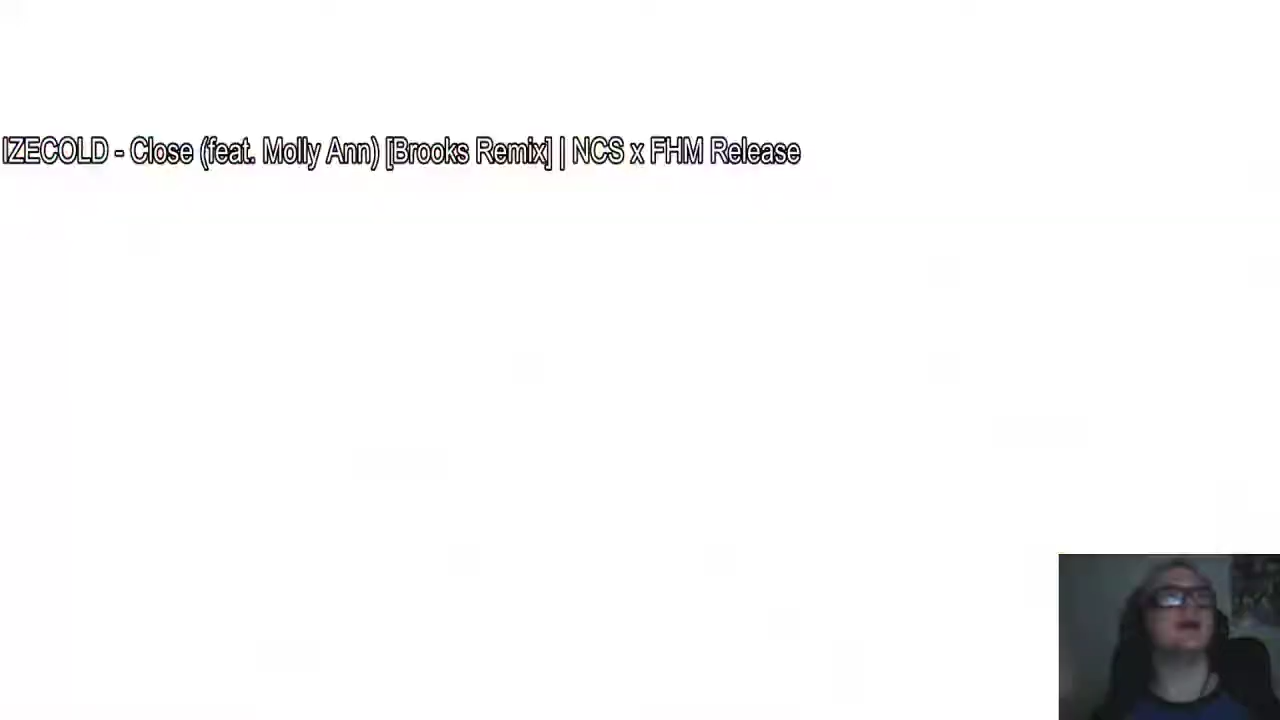 IZECOLD - Close (feat. Molly Ann) [Brooks Remix] | NCS x FHM Release